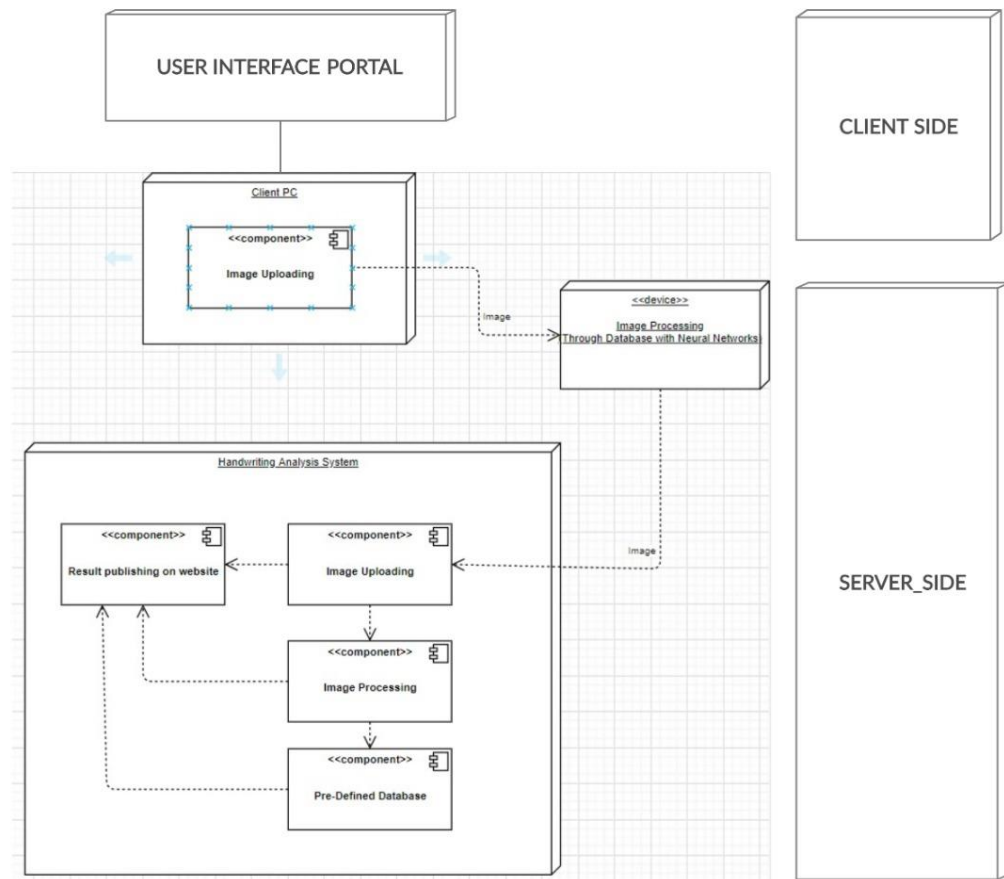 USER INTERFACE PORTAL
CLIENT SIDE
Client PC
<<component>>
Image Uploading
Image
<<device>>
Image Processing
(Through Database with Neural Networks)
SERVER_SIDE
Handwriting Analysis System
<<component>>
Result publishing on website
<<component>>
Image Uploading
Image
<<component>>
Image Processing
<<component>>
Pre-Defined Database